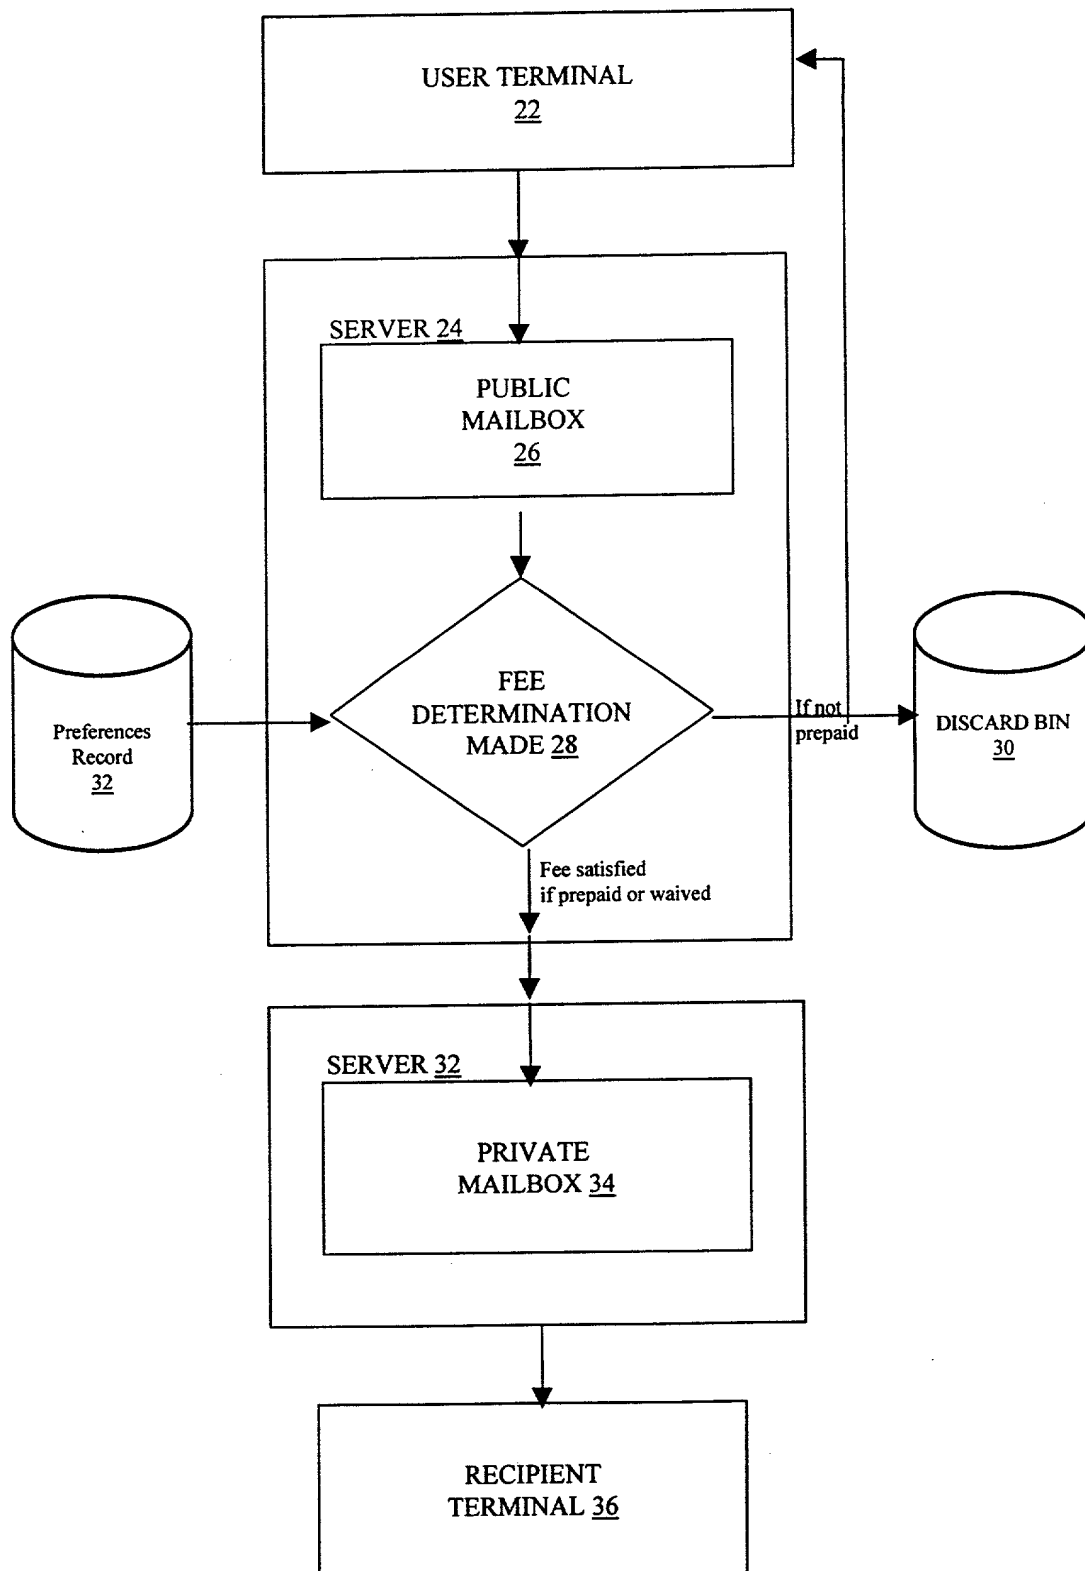 USER TERMINAL
22
SERVER 24
PUBLIC
MAILBOX
26
FEE
DETERMINATION
MADE 28
Preferences
Record
32
If not
prepaid
DISCARD BIN
30
Fee satisfied
if prepaid or waived
SERVER 32
PRIVATE
MAILBOX 34
RECIPIENT
TERMINAL 36